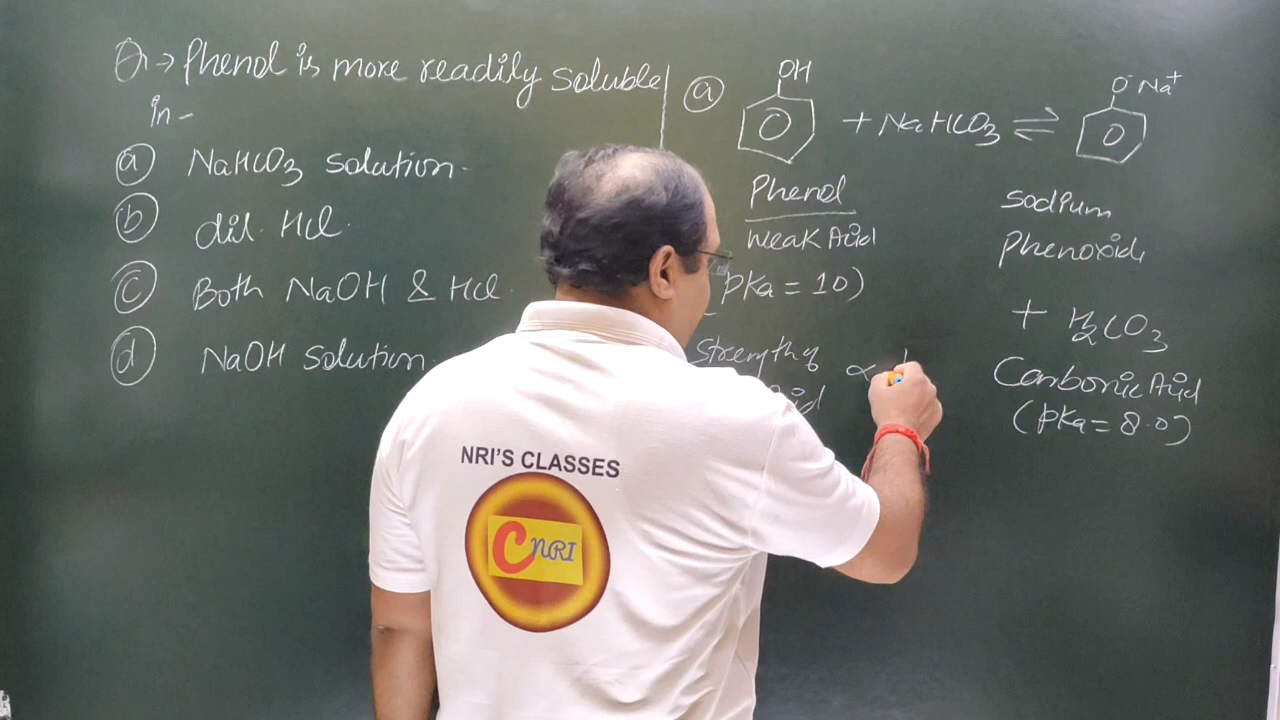 Q → Phenol is more readily soluble
in -
(a) NaHCO3 solution.
(b) dil. HCl.
(c) Both NaOH & HCl.
(d) NaOH solution.
(a) OH + NaHCO3 ⇌ O⁻Na⁺
Phenol
Weak Acid
pKa = 10)
Strength of ∝
Sodium
Phenoxide
+ H2CO3
Carbonic Acid
(pKa = 8.0)
NRI'S CLASSES
C NRI